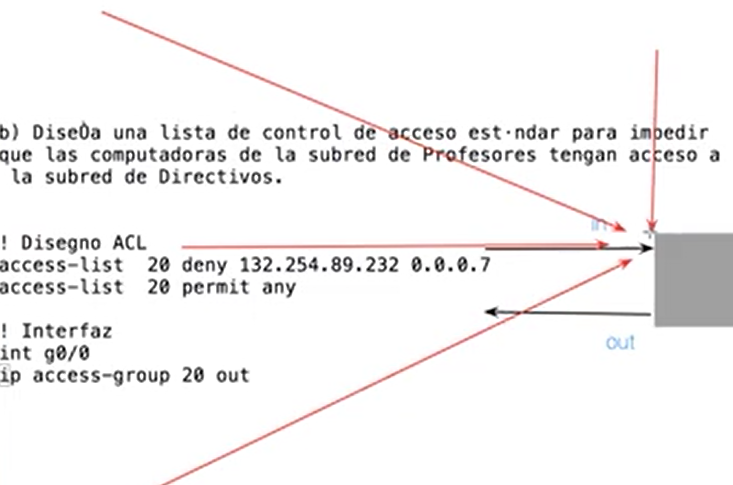 b) DiseÒa una lista de control de acceso est·ndar para impedir
que las computadoras de la subred de Profesores tengan acceso a
la subred de Directivos.
! Disegno ACL
access-list  20 deny 132.254.89.232 0.0.0.7
access-list  20 permit any
! Interfaz
int g0/0
ip access-group 20 out
in
out